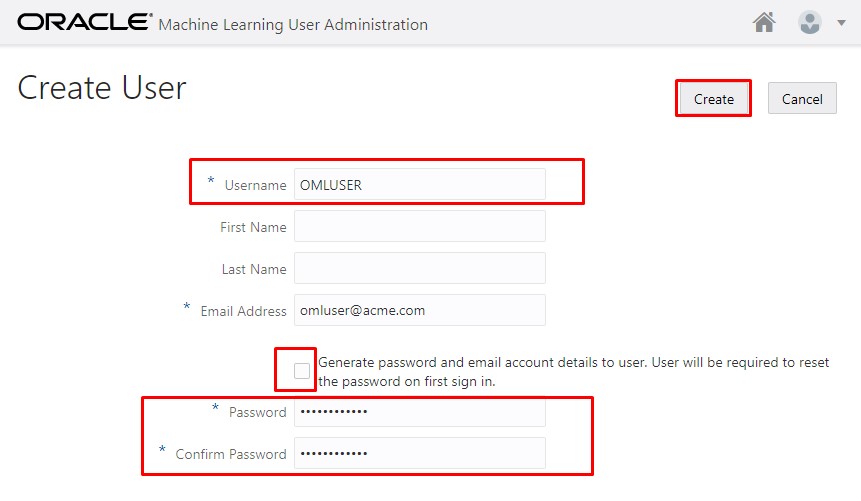 ORACLE® Machine Learning User Administration
Create User
Create Cancel
* Username OMLUSER
First Name
Last Name
* Email Address omluser@acme.com
Generate password and email account details to user. User will be required to reset
the password on first sign in.
* Password ••••••••••••
* Confirm Password ••••••••••••